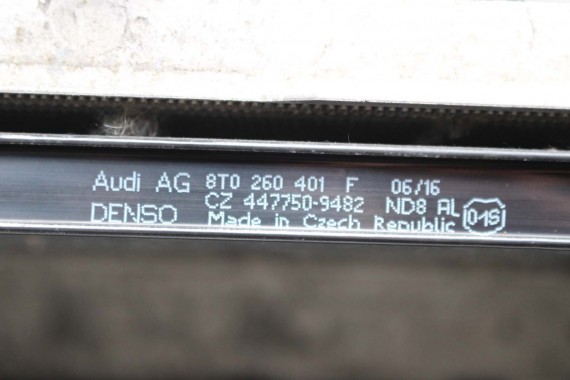 Audi AG 8T0 260 401 F 06/16
DENSO CZ 447750-9482 ND8 AL
Made in Czech Republic